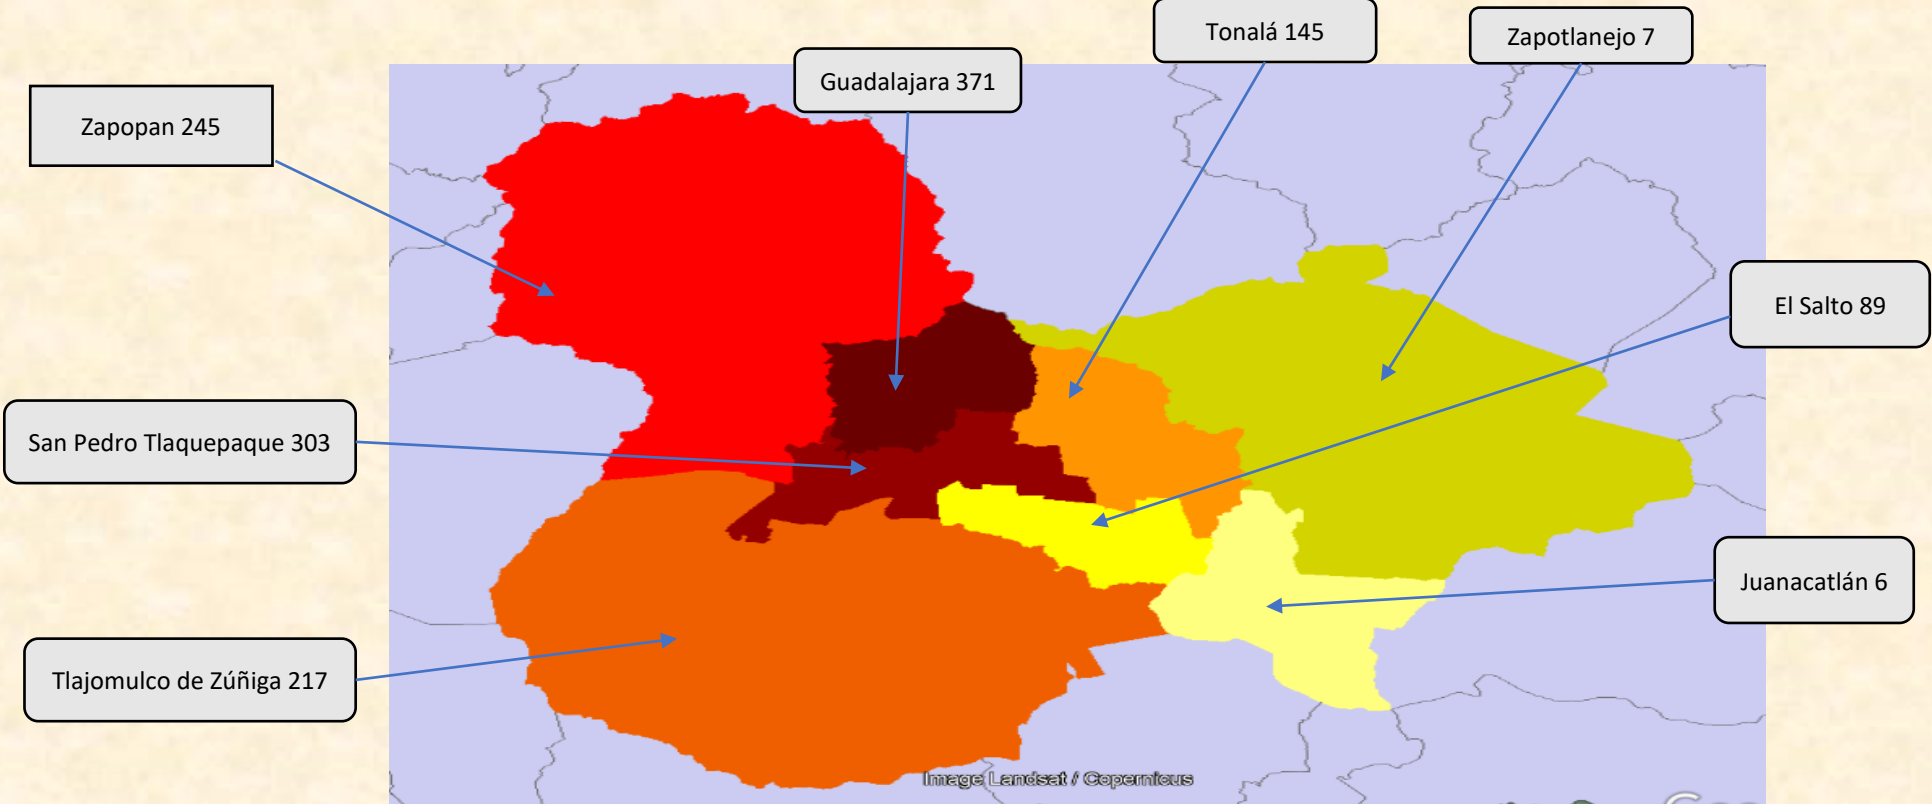 Tonalá 145
Zapotlanejo 7
Guadalajara 371
Zapopan 245
El Salto 89
San Pedro Tlaquepaque 303
Juanacatlán 6
Tlajomulco de Zúñiga 217
Image Landsat / Copernicus